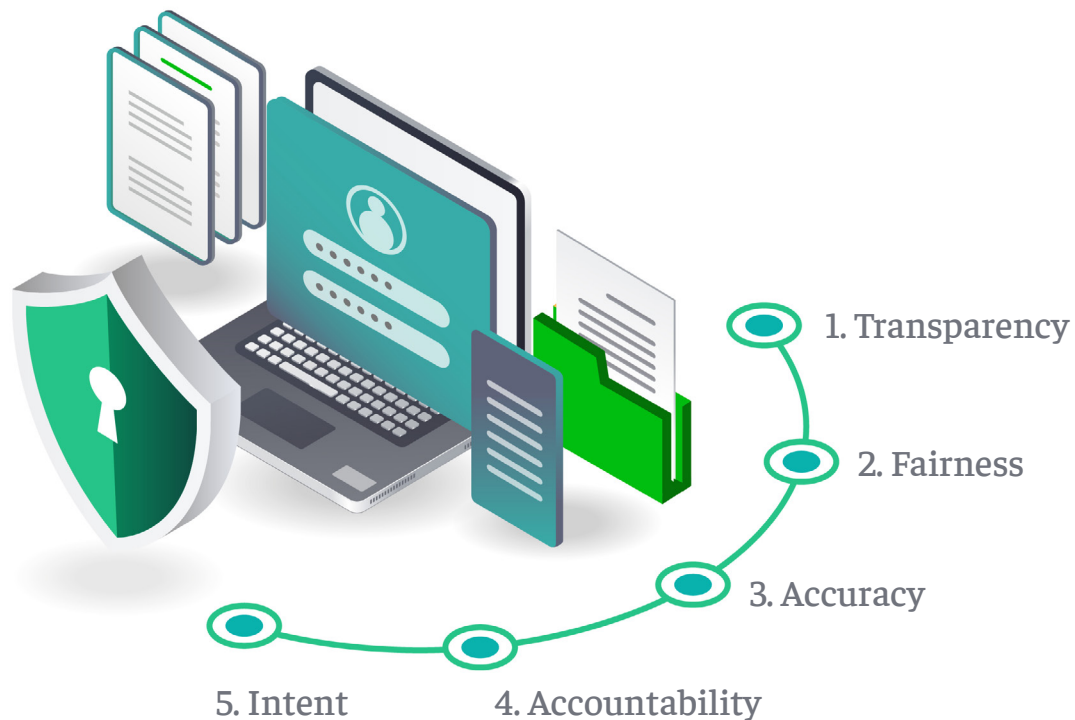 1. Transparency
2. Fairness
3. Accuracy
4. Accountability
5. Intent